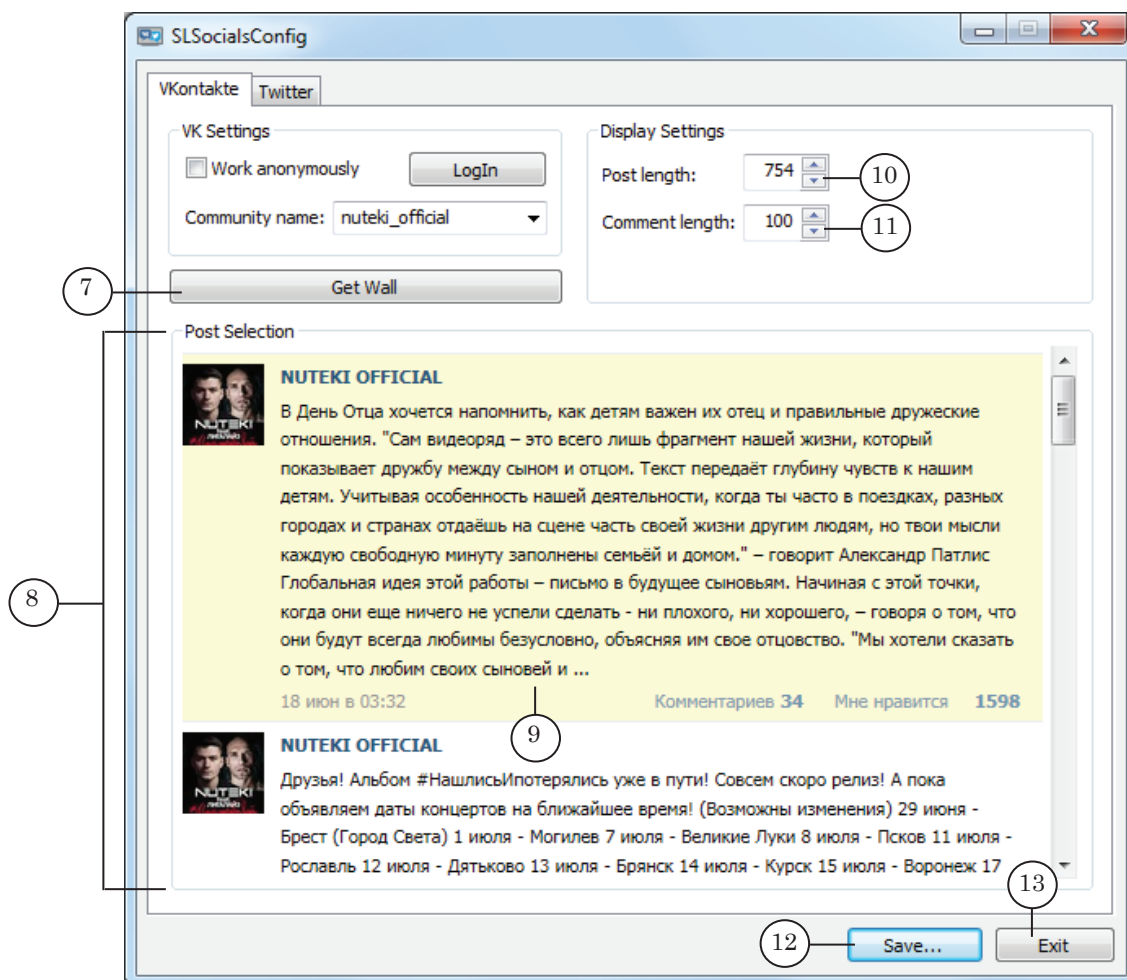 SLSocialsConfig
VKontakte
Twitter
VK Settings
Work anonymously
LogIn
Community name:
nuteki_official
Display Settings
Post length:
754
10
Comment length:
100
11
7
Get Wall
8
Post Selection
NUTEKI
NUTEKI OFFICIAL
В День Отца хочется напомнить, как детям важен их отец и правильные дружеские
отношения. "Сам видеоряд – это всего лишь фрагмент нашей жизни, который
показывает дружбу между сыном и отцом. Текст передаёт глубину чувств к нашим
детям. Учитывая особенность нашей деятельности, когда ты часто в поездках, разных
городах и странах отдаёшь на сцене часть своей жизни другим людям, но твои мысли
каждую свободную минуту заполнены семьёй и домом." – говорит Александр Патлис
Глобальная идея этой работы – письмо в будущее сыновьям. Начиная с этой точки,
когда они еще ничего не успели сделать - ни плохого, ни хорошего, – говоря о том, что
они будут всегда любимы безусловно, объясняя им свое отцовство. "Мы хотели сказать
о том, что любим своих сыновей и ...
18 июн в 03:32
Комментариев 34
Мне нравится 1598
9
NUTEKI
NUTEKI OFFICIAL
Друзья! Альбом #НашлисьИпотерялись уже в пути! Совсем скоро релиз! А пока
объявляем даты концертов на ближайшее время! (Возможны изменения) 29 июня -
Брест (Город Света) 1 июля - Могилев 7 июля - Великие Луки 8 июля - Псков 11 июля -
Рославль 12 июля - Дятьково 13 июля - Брянск 14 июля - Курск 15 июля - Воронеж 17
13
12
Save...
Exit